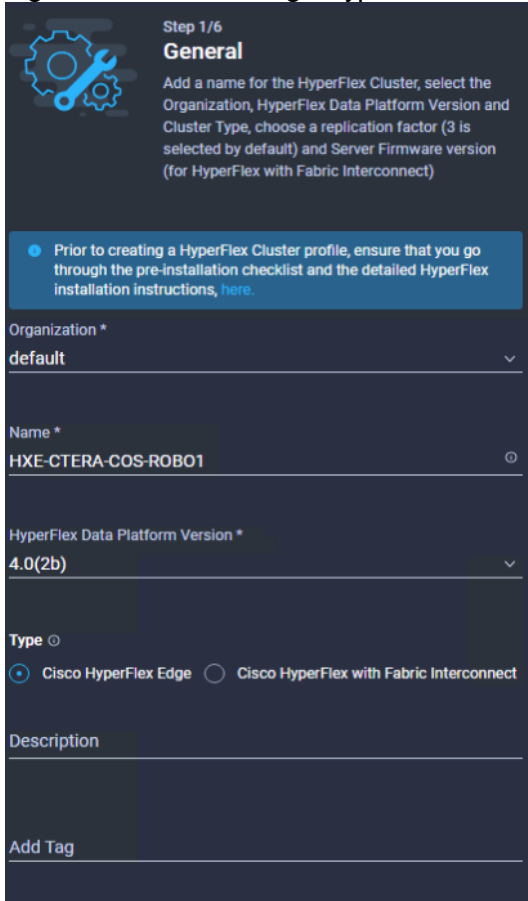 Step 1/6
General
Add a name for the HyperFlex Cluster, select the
Organization, HyperFlex Data Platform Version and
Cluster Type, choose a replication factor (3 is
selected by default) and Server Firmware version
(for HyperFlex with Fabric Interconnect)
Prior to creating a HyperFlex Cluster profile, ensure that you go
through the pre-installation checklist and the detailed HyperFlex
installation instructions, here.
Organization *
default
Name *
HXE-CTERA-COS-ROBO1
HyperFlex Data Platform Version *
4.0(2b)
Type
Cisco HyperFlex Edge Cisco HyperFlex with Fabric Interconnect
Description
Add Tag